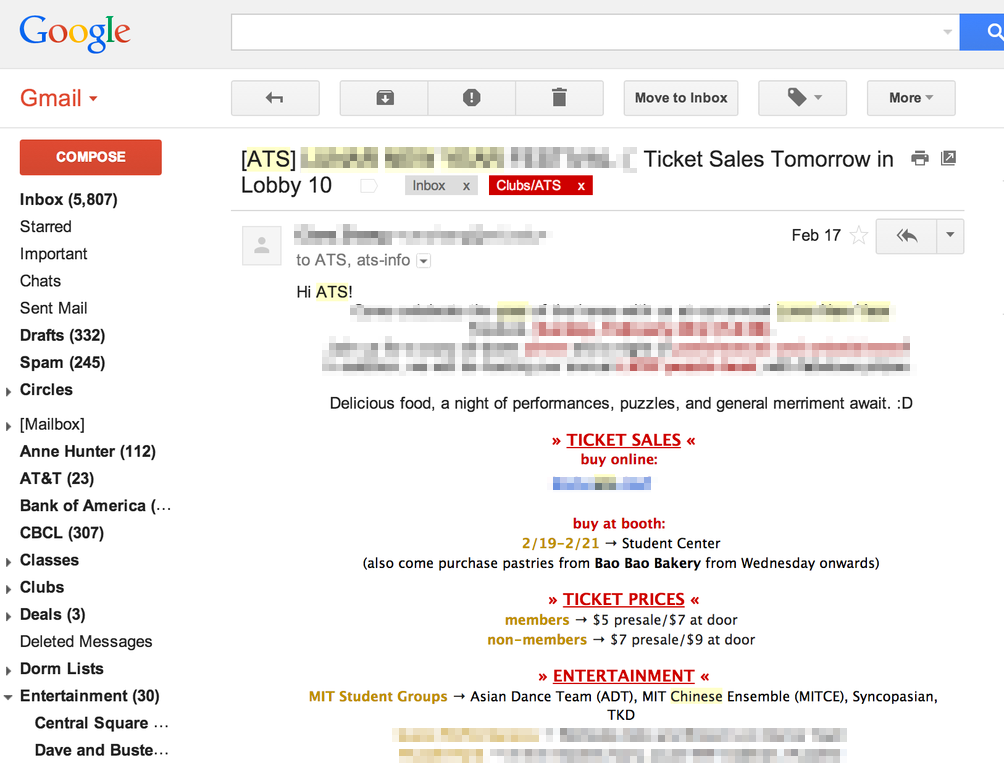 Google
Gmail
Move to Inbox
More
COMPOSE
Inbox (5,807)
Starred
Important
Chats
Sent Mail
Drafts (332)
Spam (245)
Circles
[Mailbox]
Anne Hunter (112)
AT&T (23)
Bank of America (...
CBCL (307)
Classes
Clubs
Deals (3)
Deleted Messages
Dorm Lists
Entertainment (30)
Central Square ...
Dave and Buste...
[ATS] Ticket Sales Tomorrow in
Lobby 10 Inbox x Clubs/ATS x
Feb 17
to ATS, ats-info
Hi ATS!
Delicious food, a night of performances, puzzles, and general merriment await. :D
» TICKET SALES «
buy online:
buy at booth:
2/19-2/21 → Student Center
(also come purchase pastries from Bao Bao Bakery from Wednesday onwards)
» TICKET PRICES «
members → $5 presale/$7 at door
non-members → $7 presale/$9 at door
» ENTERTAINMENT «
MIT Student Groups → Asian Dance Team (ADT), MIT Chinese Ensemble (MITCE), Syncopasian,
TKD